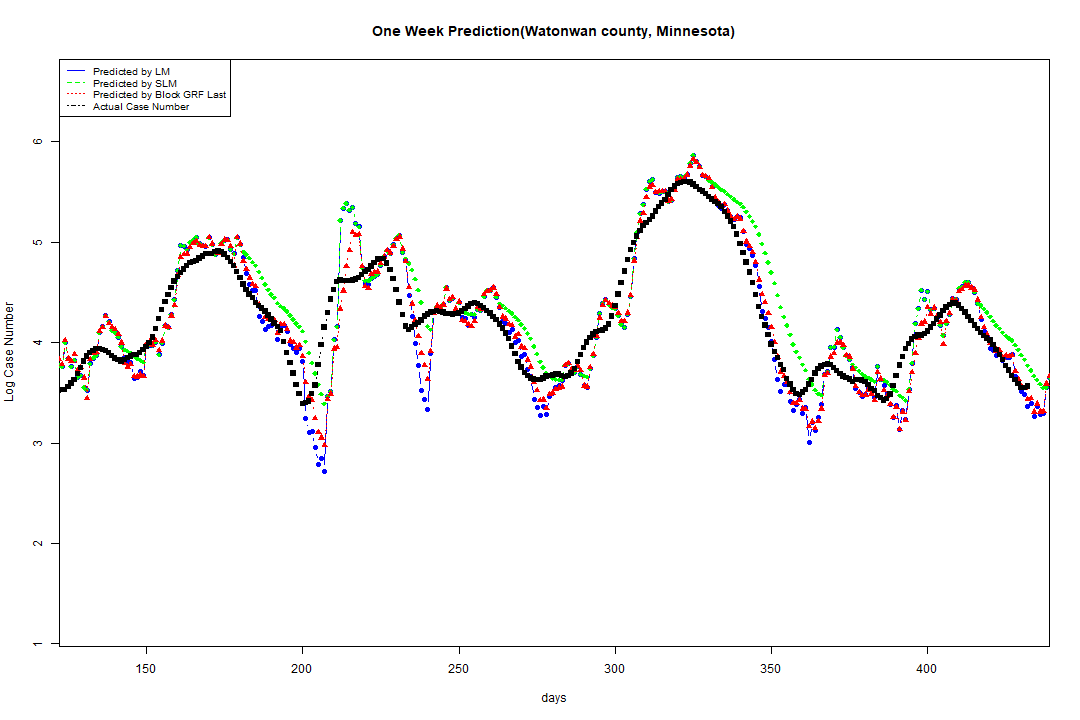 One Week Prediction(Watonwan county, Minnesota)
Predicted by LM
Predicted by SLM
Predicted by Block GRF Last
Actual Case Number
6
5
4
3
2
1
Log Case Number
150 200 250 300 350 400
days